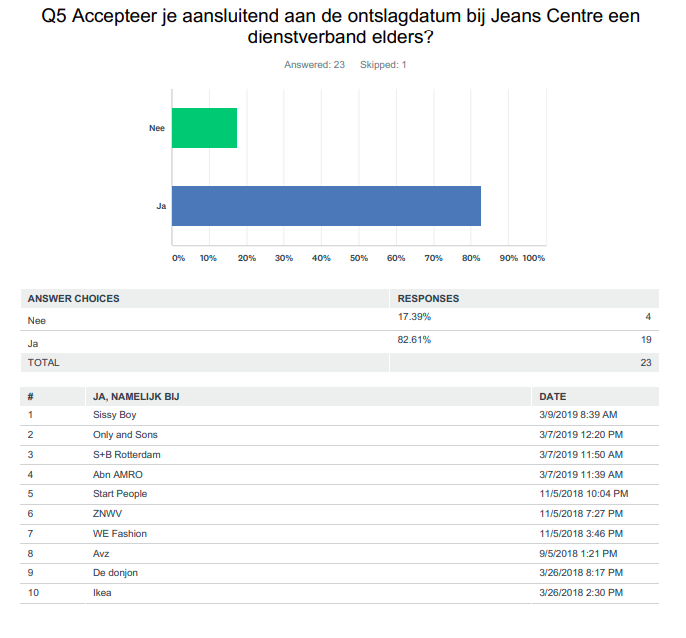 Q5 Accepteer je aansluitend aan de ontslagdatum bij Jeans Centre een
dienstverband elders?
Answered: 23 Skipped: 1
Nee
Ja
0% 10% 20% 30% 40% 50% 60% 70% 80% 90% 100%
ANSWER CHOICES RESPONSES
Nee 17.39% 4
Ja 82.61% 19
TOTAL 23
# JA, NAMELIJK BIJ DATE
1 Sissy Boy 3/9/2019 8:39 AM
2 Only and Sons 3/7/2019 12:20 PM
3 S+B Rotterdam 3/7/2019 11:50 AM
4 Abn AMRO 3/7/2019 11:39 AM
5 Start People 11/5/2018 10:04 PM
6 ZNWV 11/5/2018 7:27 PM
7 WE Fashion 11/5/2018 3:46 PM
8 Avz 9/5/2018 1:21 PM
9 De donjon 3/26/2018 8:17 PM
10 Ikea 3/26/2018 2:30 PM